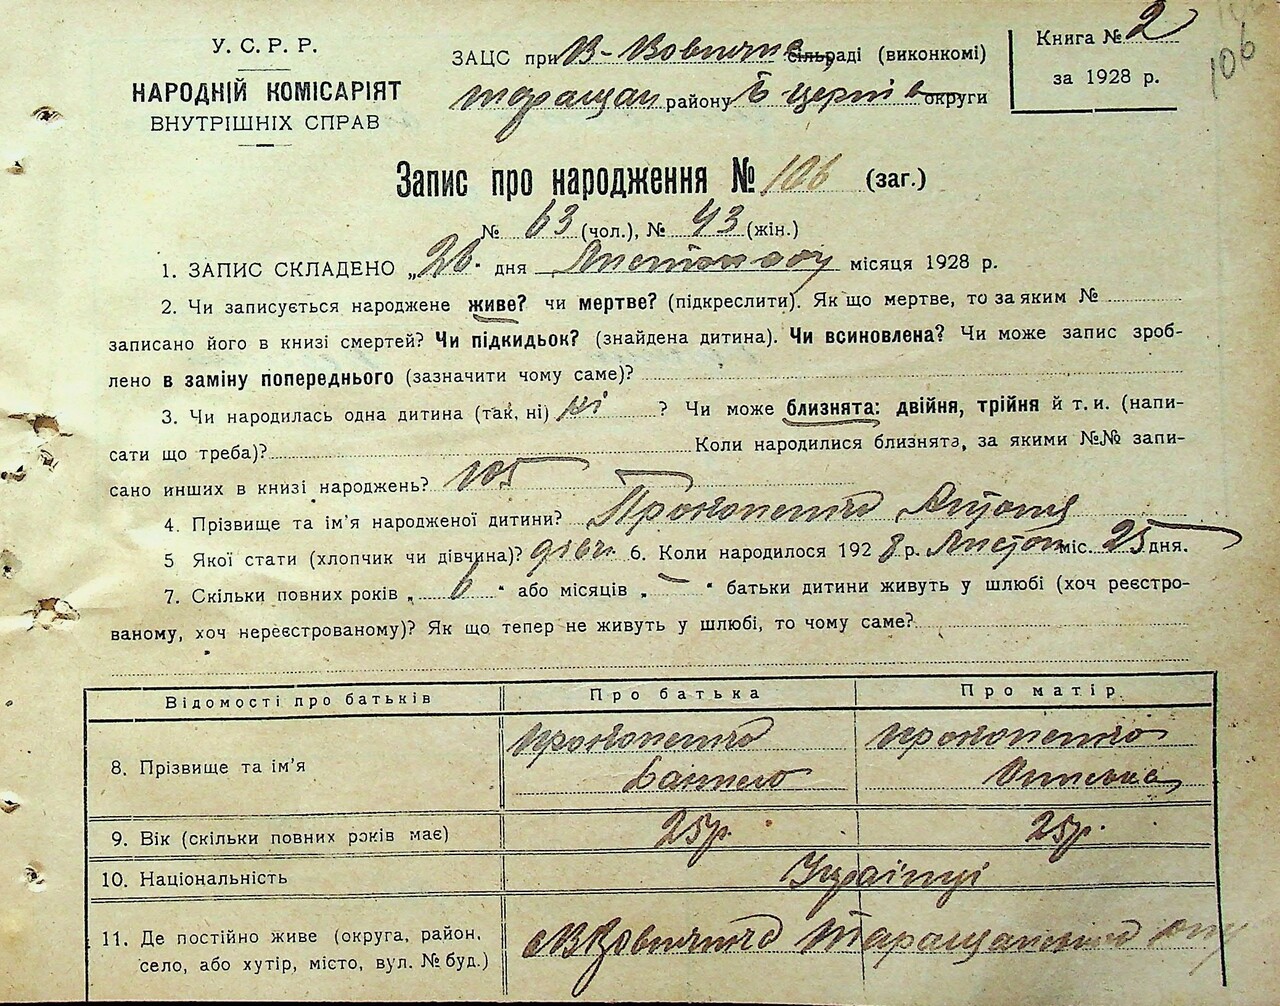 106
У. С. Р. Р.
НАРОДНІЙ КОМІСАРІЯТ
ВНУТРІШНІХ СПРАВ
ЗАЦС при В-Вовнянс сільраді (виконкомі)
таращан району Б церків округи
Книга № 2
за 1928 р.
Запис про народження № 106 (заг.)
№ 63 (чол.), № 43 (жін.)
1. ЗАПИС СКЛАДЕНО „26" дня Листопаду місяця 1928 р.
2. Чи записується народжене живе? чи мертве? (підкреслити). Як що мертве, то за яким №
записано його в книзі смертей? Чи підкидьок? (знайдена дитина). Чи всиновлена? Чи може запис зроб-
лено в заміну попереднього (зазначити чому саме)?
3. Чи народилась одна дитина (так, ні) ні ? Чи може близнята: двійня, трійня й т. и. (напи-
сати що треба)? Коли народилися близнята, за якими №№ запи-
сано инших в книзі народжень? 105
4. Прізвище та ім'я народженої дитини? Прокопенко
5 Якої стати (хлопчик чи дівчина)? дівч 6. Коли народилося 1928 р. Листоп міс. 25 дня.
7. Скільки повних років „ 6 " або місяців „ — " батьки дитини живуть у шлюбі (хоч реєстро-
ваному, хоч нереєстрованому)? Як що тепер не живуть у шлюбі, то чому саме?
Відомості про батьків Про батька Про матір
8. Прізвище та ім'я Прокопенко Прокопенко
9. Вік (скільки повних років має) 25р. 25р.
10. Національність Українці
11. Де постійно живе (округа, район, село, або хутір, місто, вул. № буд.) Таращанського